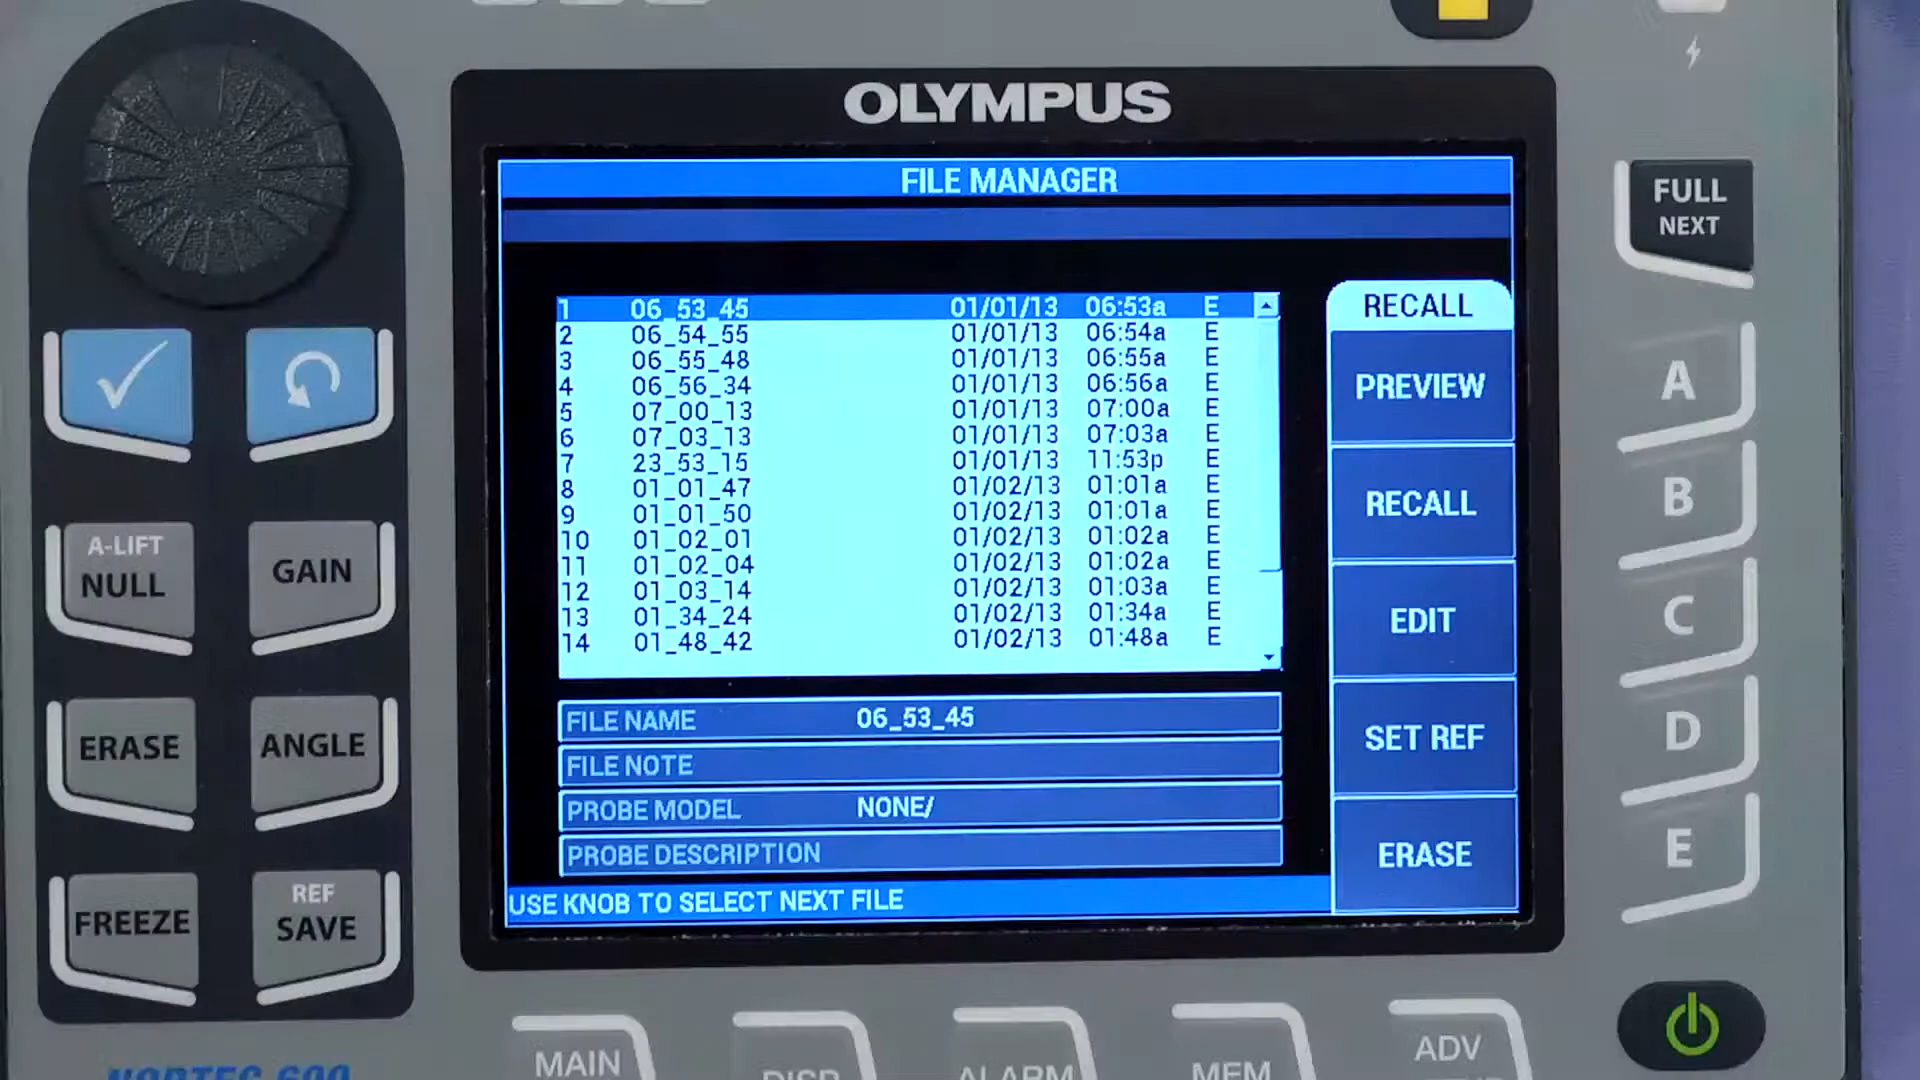 OLYMPUS
FILE MANAGER
1 06_53_45 01/01/13 06:53a E
2 06_54_55 01/01/13 06:54a E
3 06_55_48 01/01/13 06:55a E
4 06_56_34 01/01/13 06:56a E
5 07_00_13 01/01/13 07:00a E
6 07_03_13 01/01/13 07:03a E
7 23_53_15 01/01/13 11:53p E
8 01_01_47 01/02/13 01:01a E
9 01_01_50 01/02/13 01:01a E
10 01_02_01 01/02/13 01:02a E
11 01_02_04 01/02/13 01:02a E
12 01_03_14 01/02/13 01:03a E
13 01_34_24 01/02/13 01:34a E
14 01_48_42 01/02/13 01:48a E
FILE NAME 06_53_45
FILE NOTE
PROBE MODEL NONE/
PROBE DESCRIPTION
USE KNOB TO SELECT NEXT FILE
RECALL
PREVIEW
RECALL
EDIT
SET REF
ERASE
FULL
NEXT
A
B
C
D
E
A-LIFT
NULL
GAIN
ERASE
ANGLE
FREEZE
REF
SAVE
NORTEC 600
MAIN
DISP
ALARM
MEM
ADV